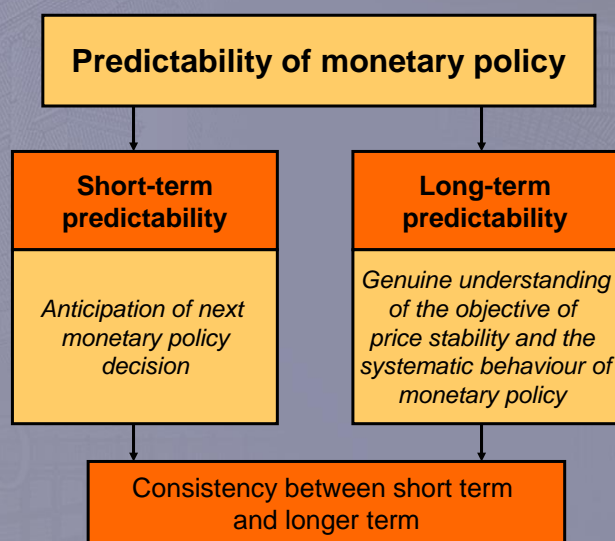 Predictability of monetary policy
Short-term
predictability
Anticipation of next
monetary policy
decision
Long-term
predictability
Genuine understanding
of the objective of
price stability and the
systematic behaviour of
monetary policy
Consistency between short term
and longer term